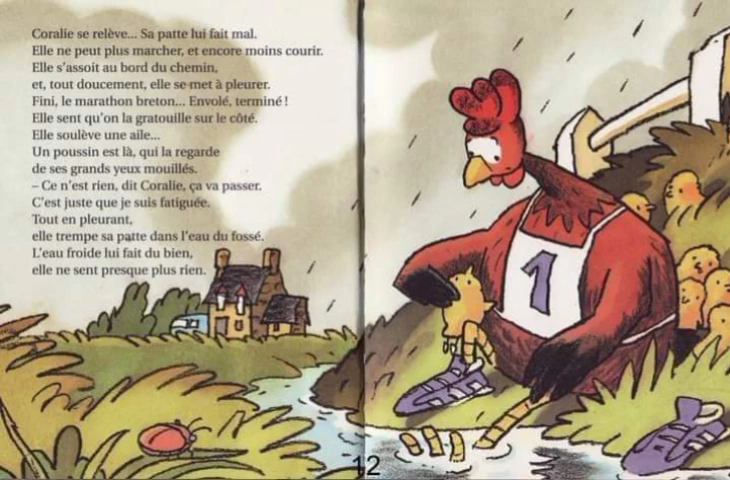 Coralie se relève... Sa patte lui fait mal.
Elle ne peut plus marcher, et encore moins courir.
Elle s'assoit au bord du chemin,
et, tout doucement, elle se met à pleurer.
Fini, le marathon breton... Envolé, terminé !
Elle sent qu'on la gratouille sur le côté.
Elle soulève une aile...
Un poussin est là, qui la regarde
de ses grands yeux mouillés.
– Ce n'est rien, dit Coralie, ça va passer.
C'est juste que je suis fatiguée.
Tout en pleurant,
elle trempe sa patte dans l'eau du fossé.
L'eau froide lui fait du bien,
elle ne sent presque plus rien.
1
12